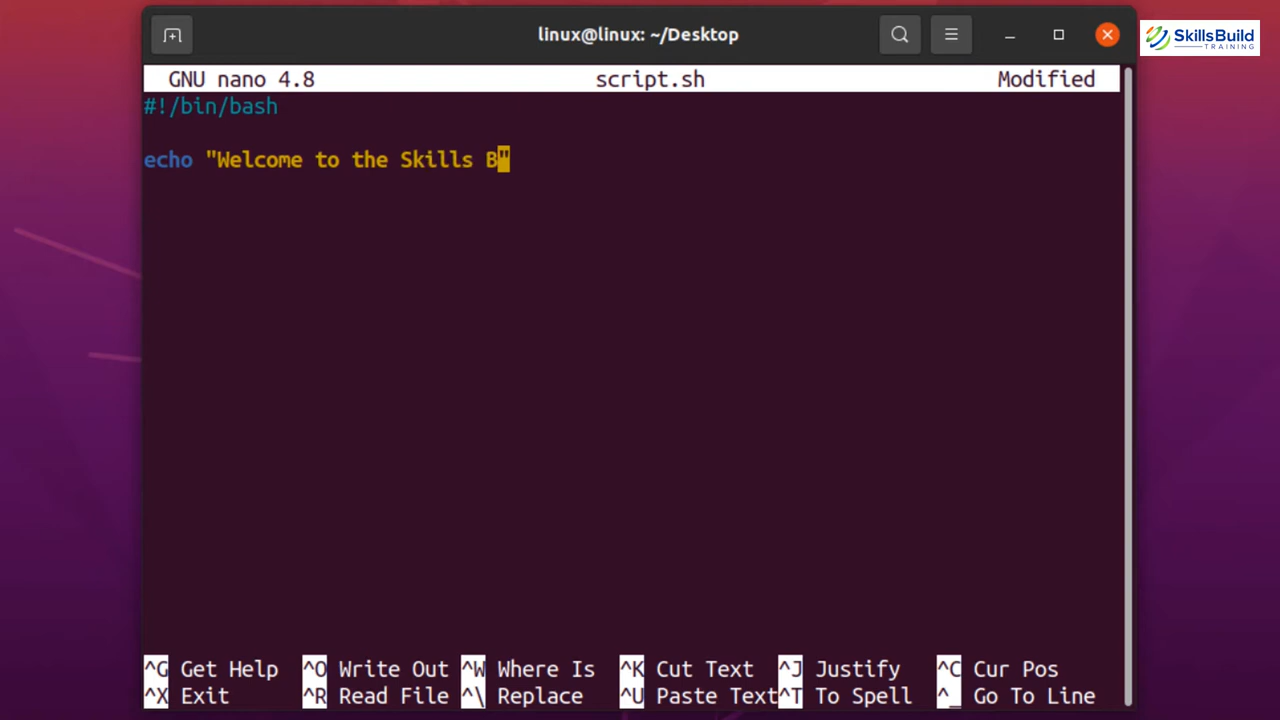 linux@linux: ~/Desktop
SkillsBuild
TRAINING
GNU nano 4.8 script.sh Modified
#!/bin/bash
echo "Welcome to the Skills B"
^G Get Help ^O Write Out ^W Where Is ^K Cut Text ^J Justify ^C Cur Pos
^X Exit ^R Read File ^\ Replace ^U Paste Text ^T To Spell ^_ Go To Line